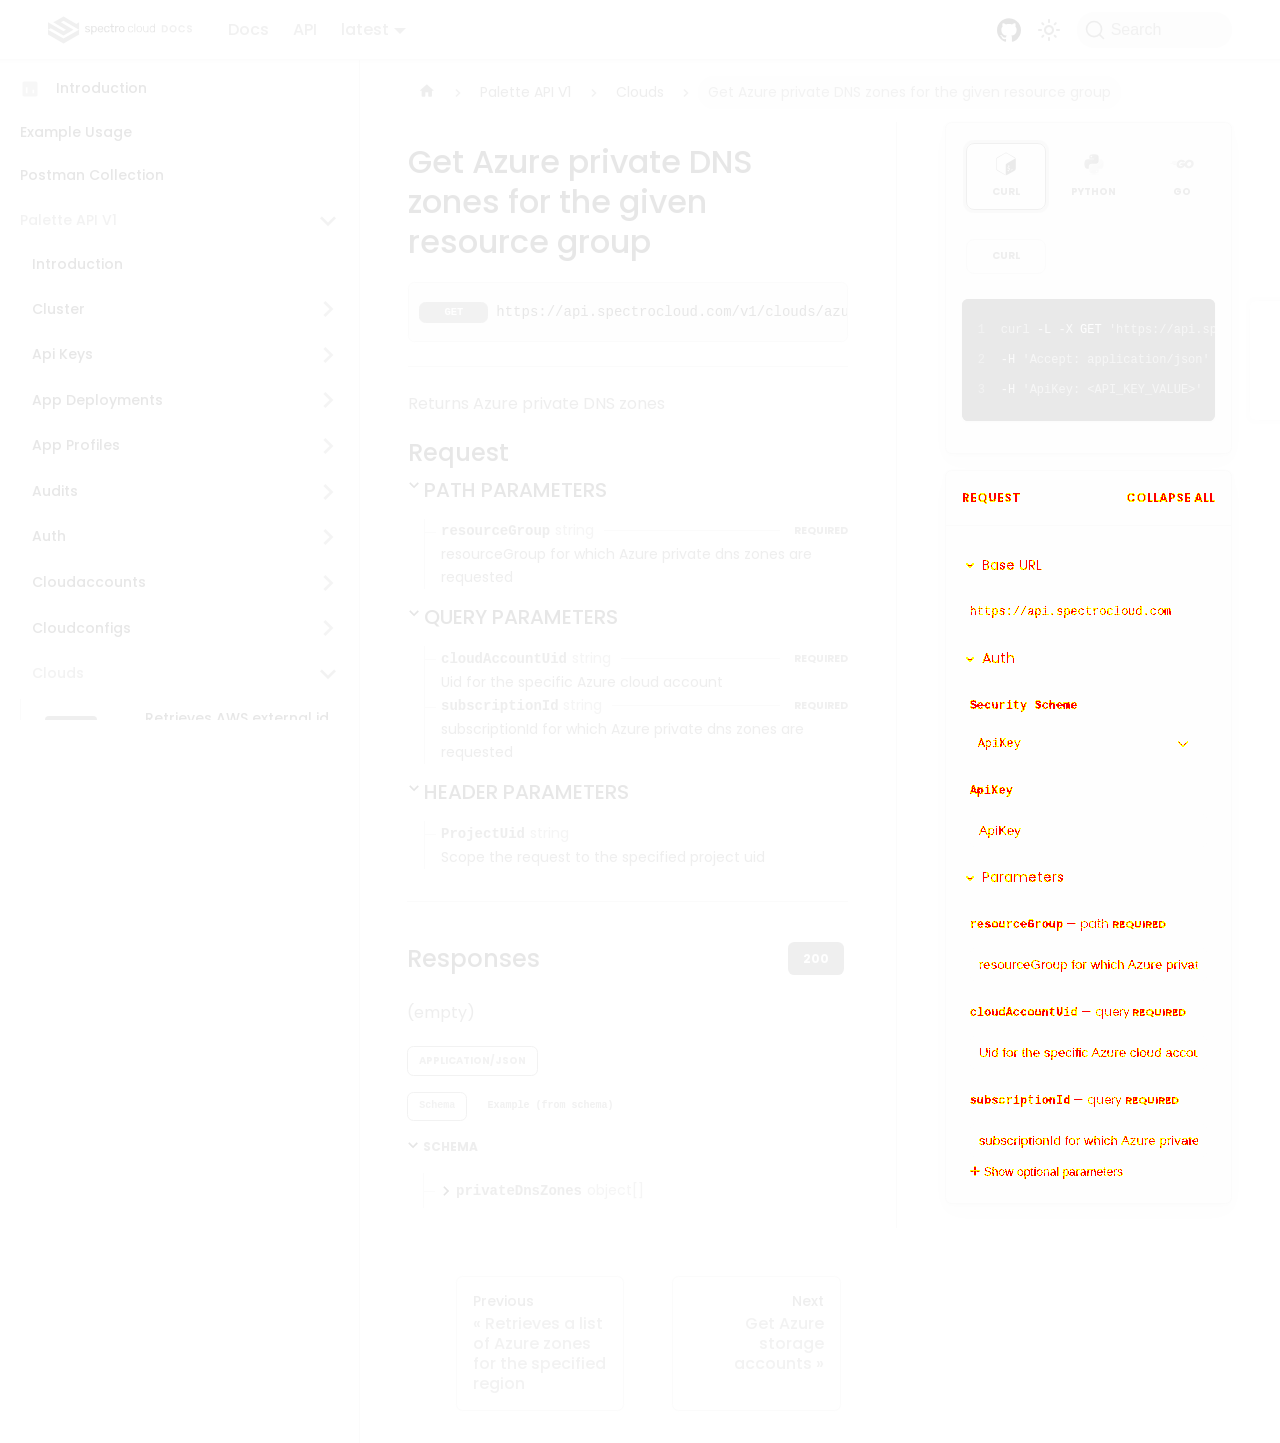 spectro cloud DOCS
Docs
API
latest
Search
Introduction
Example Usage
Postman Collection
Palette API V1
Introduction
Cluster
Api Keys
App Deployments
App Profiles
Audits
Auth
Cloudaccounts
Cloudconfigs
Clouds
Retrieves AWS external id
Palette API V1
Clouds
Get Azure private DNS zones for the given resource group
Get Azure private DNS
zones for the given
resource group
GET https://api.spectrocloud.com/v1/clouds/azu
Returns Azure private DNS zones
Request
PATH PARAMETERS
resourceGroup string REQUIRED
resourceGroup for which Azure private dns zones are
requested
QUERY PARAMETERS
cloudAccountUid string REQUIRED
Uid for the specific Azure cloud account
subscriptionId string REQUIRED
subscriptionId for which Azure private dns zones are
requested
HEADER PARAMETERS
ProjectUid string
Scope the request to the specified project uid
Responses
200
(empty)
APPLICATION/JSON
Schema
Example (from schema)
SCHEMA
privateDnsZones object[]
Previous
« Retrieves a list
of Azure zones
for the specified
region
Next
Get Azure
storage
accounts »
CURL
PYTHON
GO
CURL
1 curl -L -X GET 'https://api.sp
2 -H 'Accept: application/json'
3 -H 'ApiKey: <API_KEY_VALUE>'
REQUEST
COLLAPSE ALL
Base URL
https://api.spectrocloud.com
Auth
Security Scheme
ApiKey
ApiKey
ApiKey
Parameters
resourceGroup — path REQUIRED
resourceGroup for which Azure privat
cloudAccountUid — query REQUIRED
Uid for the specific Azure cloud accou
subscriptionId — query REQUIRED
subscriptionId for which Azure private
Show optional parameters